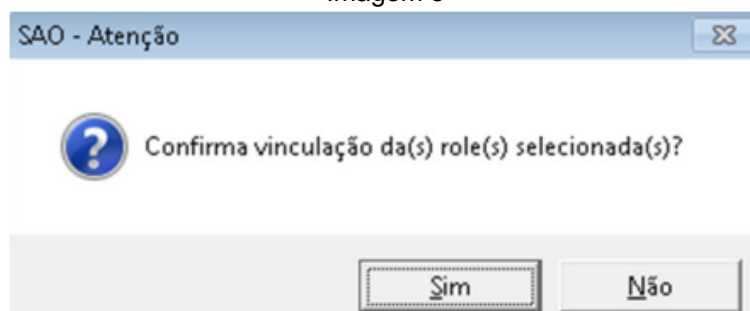 SAO - Atenção
Confirma vinculação da(s) role(s) selecionada(s)?
Sim
Não